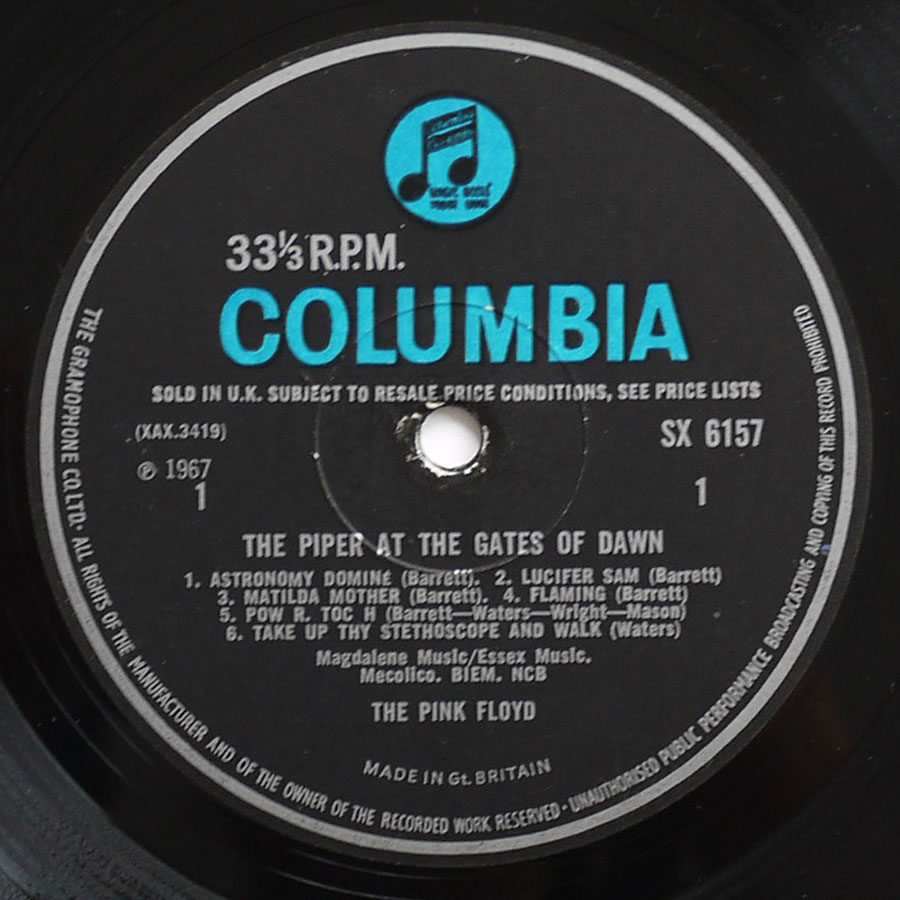 33⅓ R.P.M.
COLUMBIA
SOLD IN U.K. SUBJECT TO RESALE PRICE CONDITIONS, SEE PRICE LISTS
(XAX.3419) SX 6157
℗ 1967
1 1
THE PIPER AT THE GATES OF DAWN
1. ASTRONOMY DOMINÉ (Barrett). 2. LUCIFER SAM (Barrett)
3. MATILDA MOTHER (Barrett). 4. FLAMING (Barrett)
5. POW R. TOC H (Barrett—Waters—Wright—Mason)
6. TAKE UP THY STETHOSCOPE AND WALK (Waters)
Magdalene Music/Essex Music.
Mecolico. BIEM. NCB
THE PINK FLOYD
MADE IN Gt. BRITAIN
THE GRAMOPHONE CO. LTD. · ALL RIGHTS OF THE MANUFACTURER AND OF THE OWNER OF THE RECORDED WORK RESERVED · UNAUTHORISED PUBLIC PERFORMANCE BROADCASTING AND COPYING OF THIS RECORD PROHIBITED